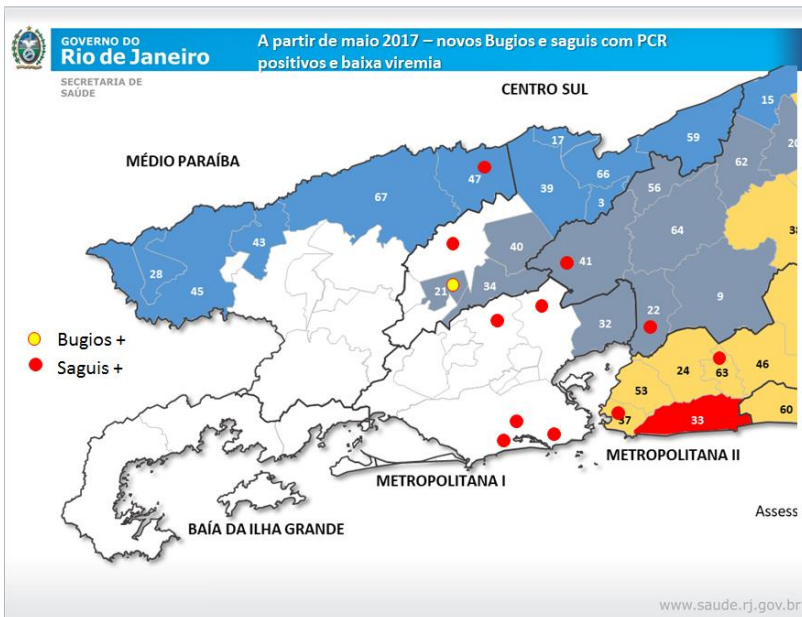 GOVERNO DO
Rio de Janeiro
SECRETARIA DE
SAÚDE
A partir de maio 2017 – novos Bugios e saguis com PCR
positivos e baixa viremia
CENTRO SUL
MÉDIO PARAÍBA
15
17
59
20
47
62
67
39
66
56
3
64
38
43
40
41
28
45
21
34
9
22
32
Bugios +
Saguis +
24
63
46
53
37
33
60
METROPOLITANA II
METROPOLITANA I
BAÍA DA ILHA GRANDE
Assess
www.saude.rj.gov.br